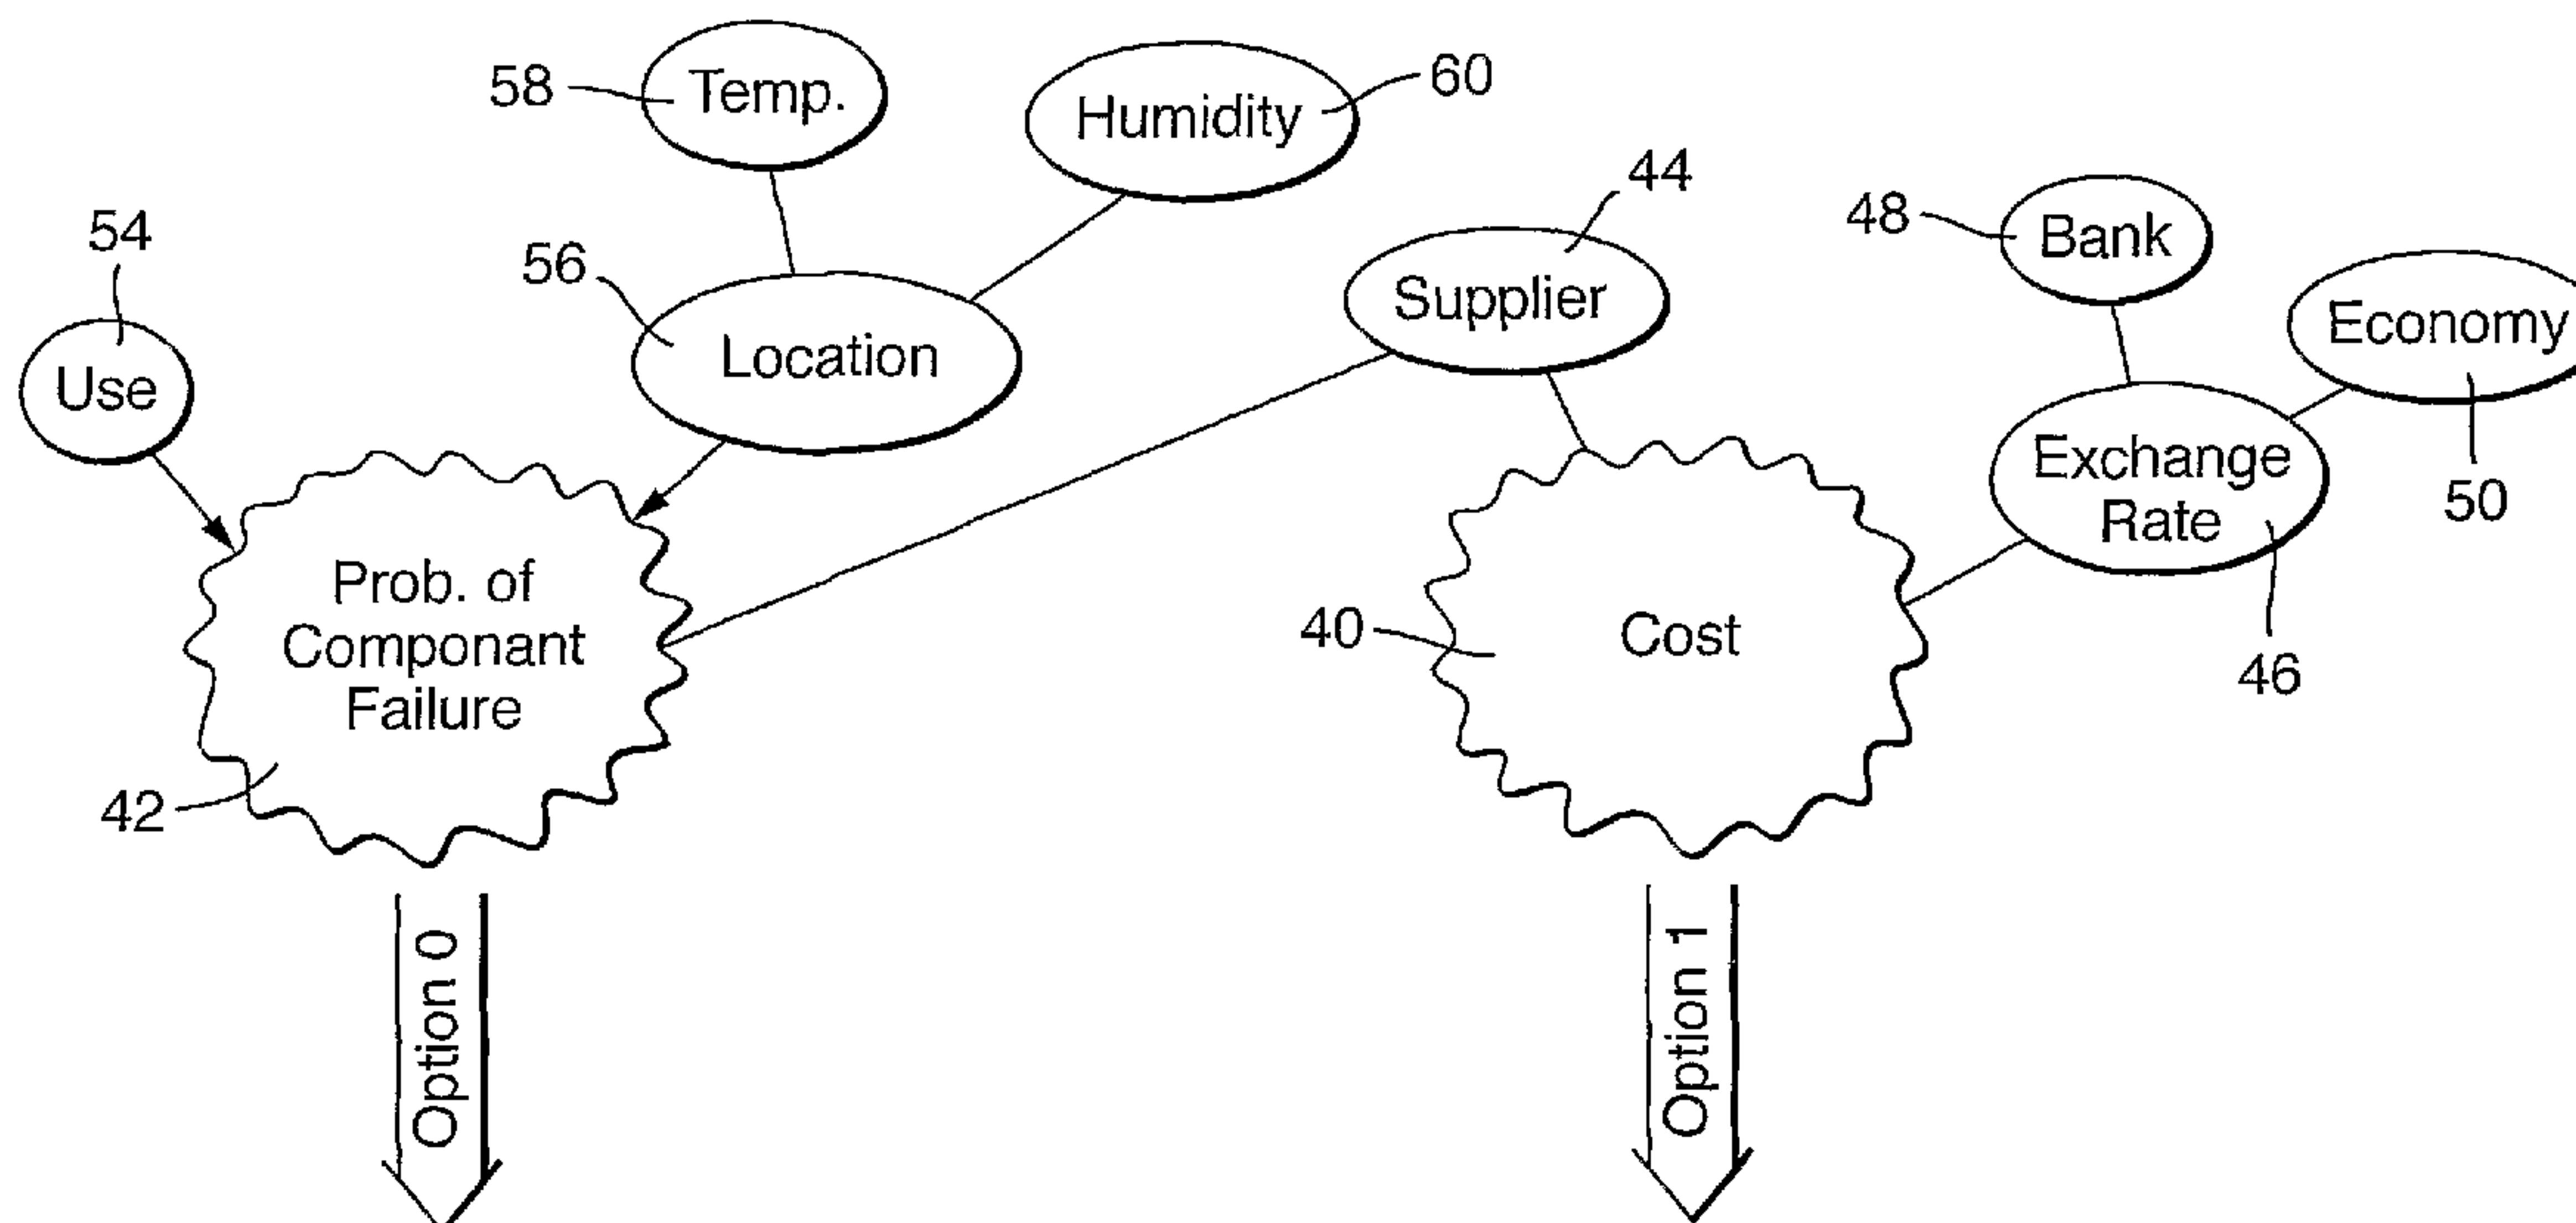 58
Temp.
Humidity
60
54
56
44
48
Bank
Use
Location
Supplier
Economy
Exchange
Rate
50
Prob. of
Componant
Failure
40
Cost
46
42
Option 0
Option 1